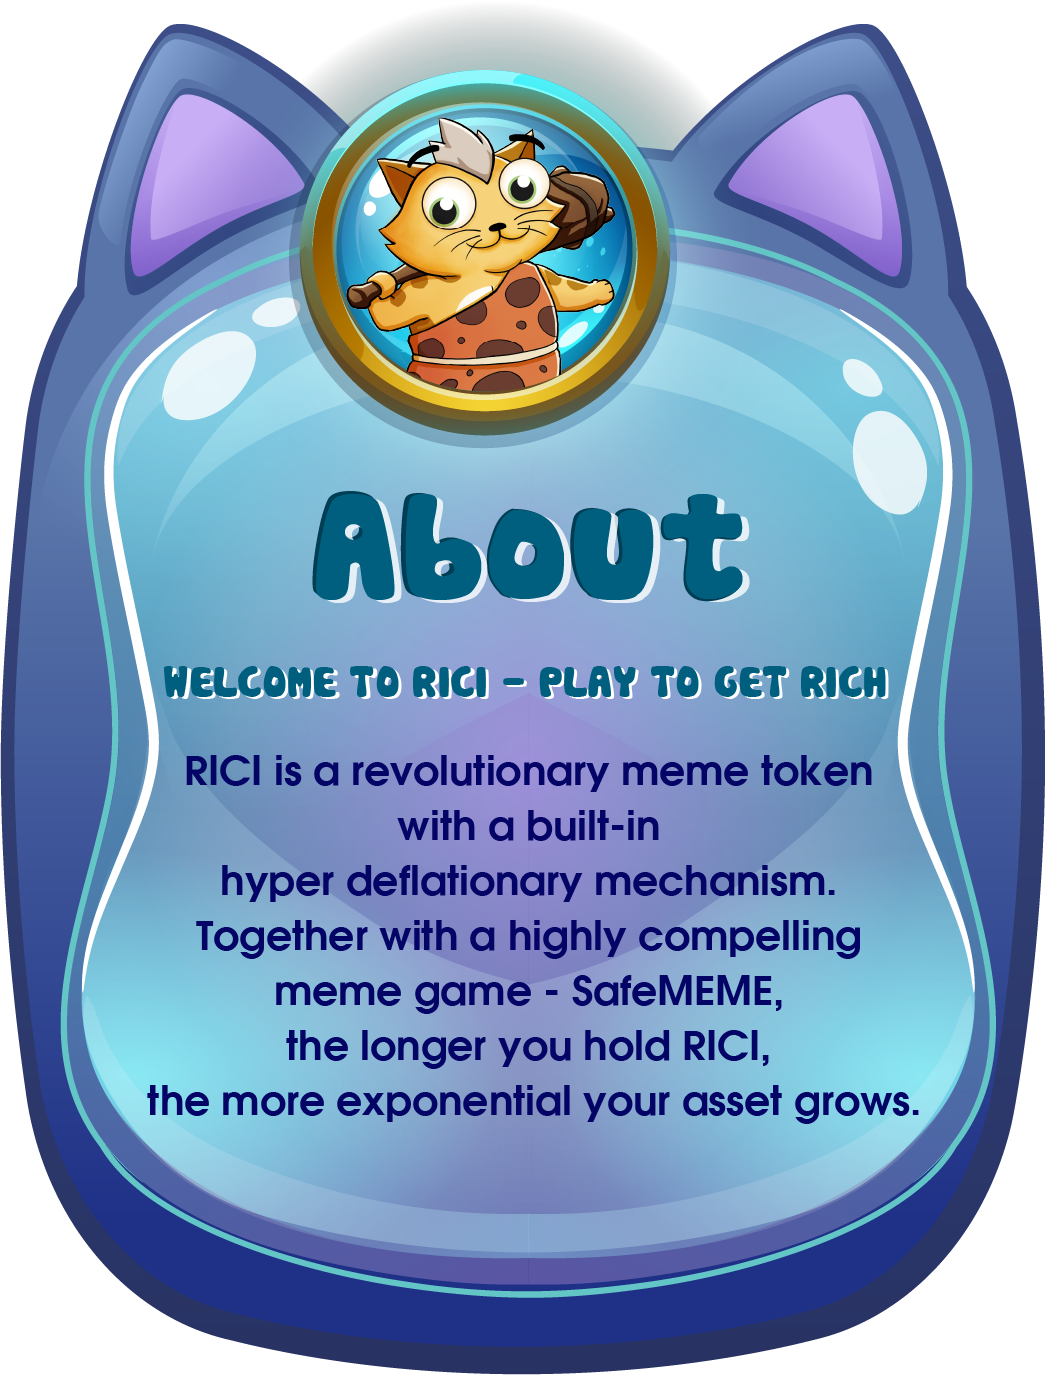 About
WELCOME TO RICI - PLAY TO GET RICH
RICI is a revolutionary meme token
with a built-in
hyper deflationary mechanism.
Together with a highly compelling
meme game - SafeMEME,
the longer you hold RICI,
the more exponential your asset grows.